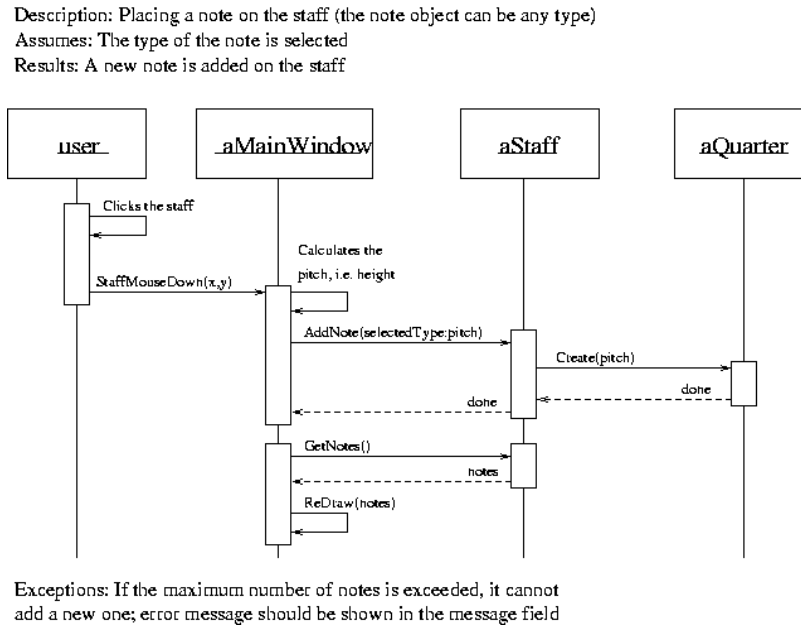 Description: Placing a note on the staff (the note object can be any type)
Assumes: The type of the note is selected
Results: A new note is added on the staff
user
aMainWindow
aStaff
aQuarter
Clicks the staff
Calculates the
pitch, i.e. height
StaffMouseDown(x,y)
AddNote(selectedType:pitch)
Create(pitch)
done
done
GetNotes()
notes
ReDraw(notes)
Exceptions: If the maximum number of notes is exceeded, it cannot
add a new one; error message should be shown in the message field